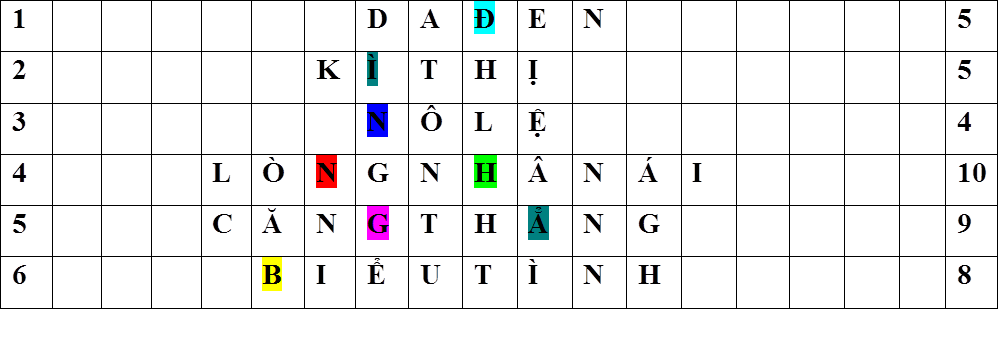 1 D A Đ E N 5
2 K Ì T H Ị 5
3 N Ô L Ệ 4
4 L Ò N G N H Â N Á I 10
5 C Ă N G T H Ẳ N G 9
6 B I Ể U T Ì N H 8